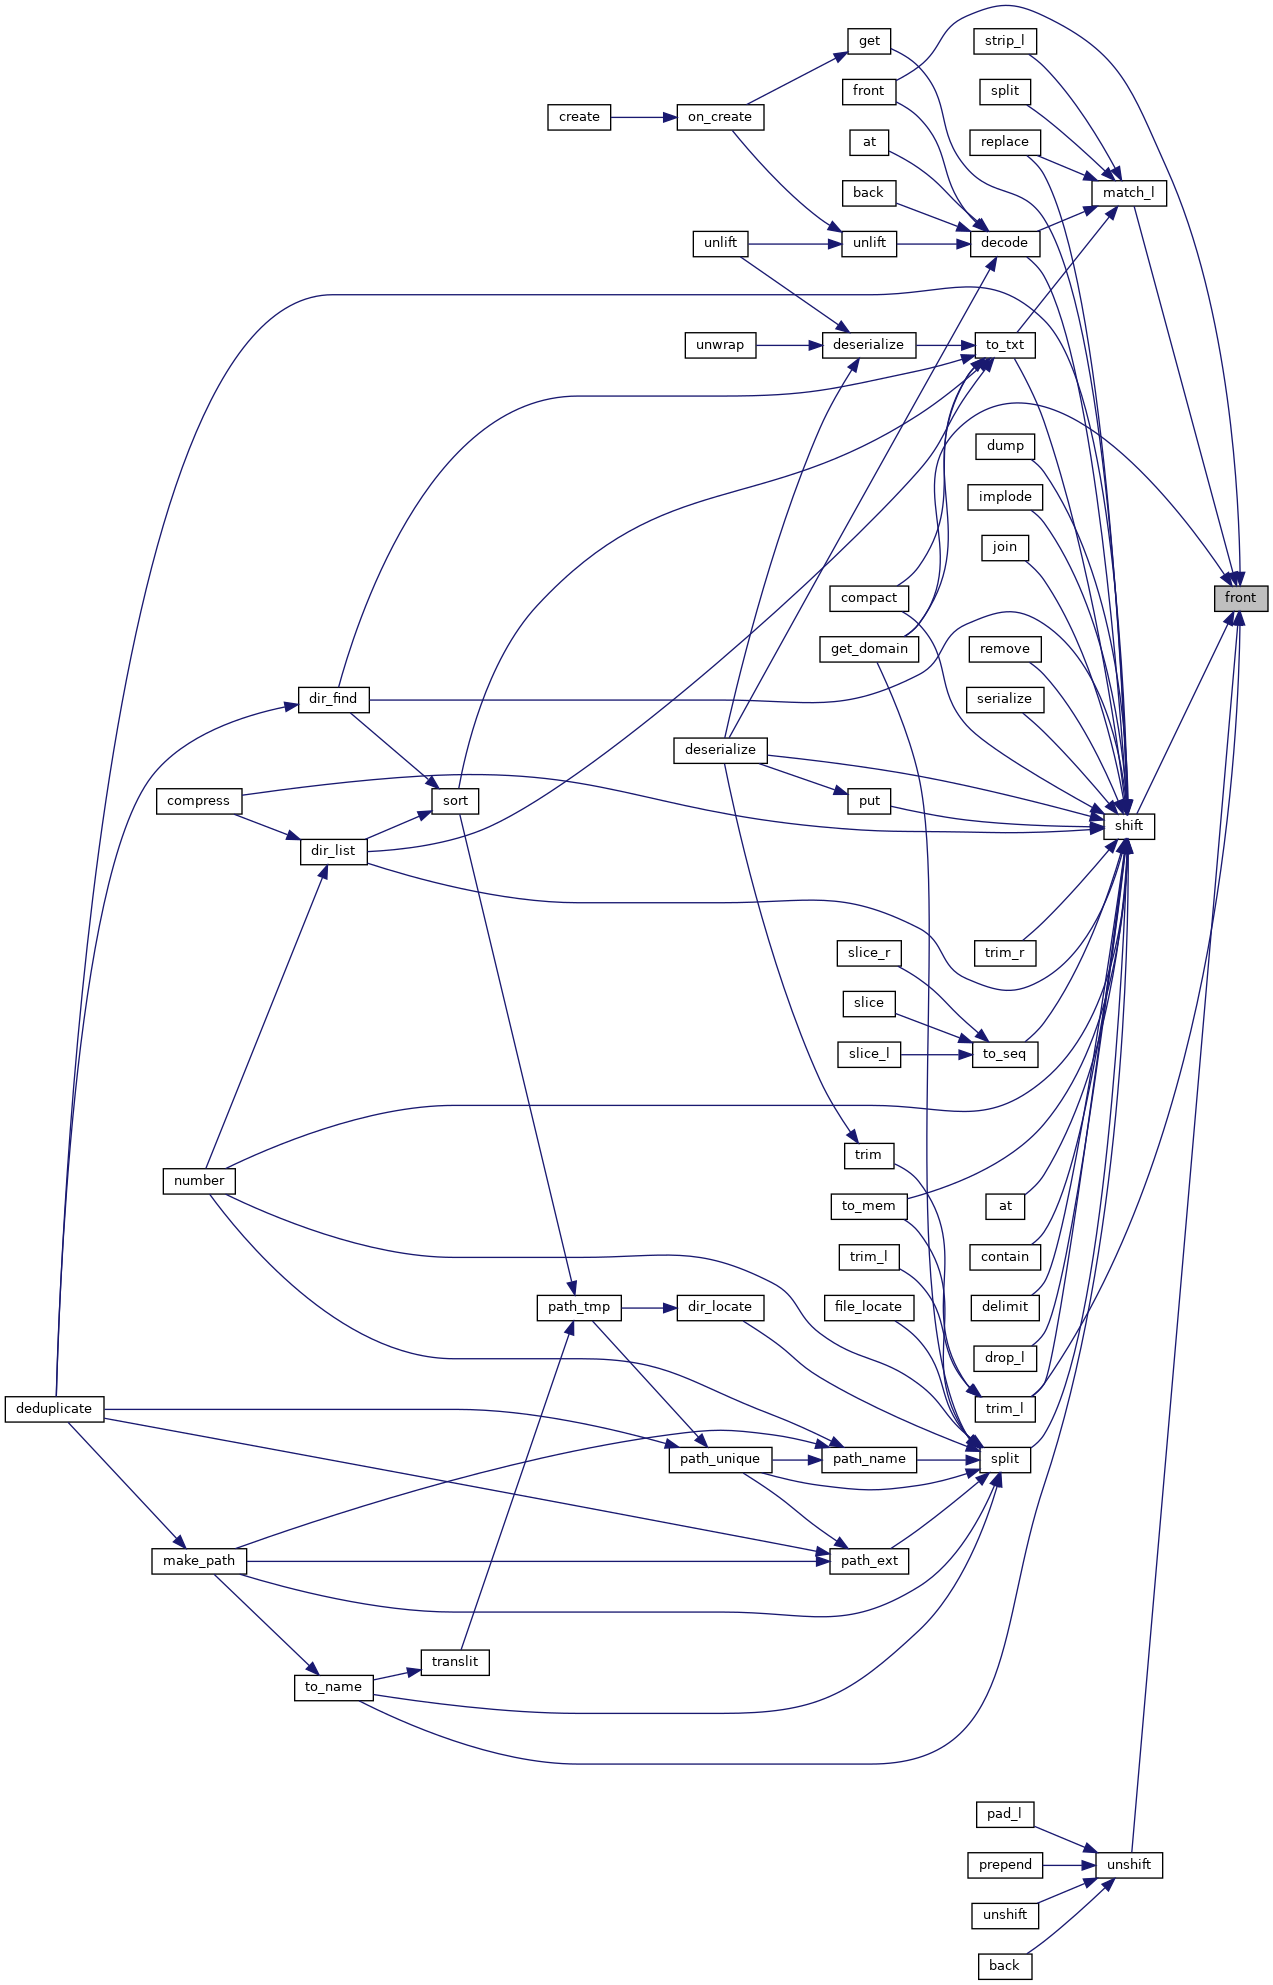 get
strip_l
front
split
create
on_create
at
replace
back
match_l
unlift
unlift
decode
unwrap
deserialize
to_txt
dump
implode
join
compact
front
get_domain
remove
dir_find
serialize
deserialize
compress
sort
put
shift
dir_list
slice_r
trim_r
slice
slice_l
to_seq
trim
number
to_mem
at
trim_l
contain
path_tmp
dir_locate
file_locate
delimit
drop_l
deduplicate
trim_l
path_unique
path_name
split
make_path
path_ext
translit
to_name
pad_l
prepend
unshift
unshift
back